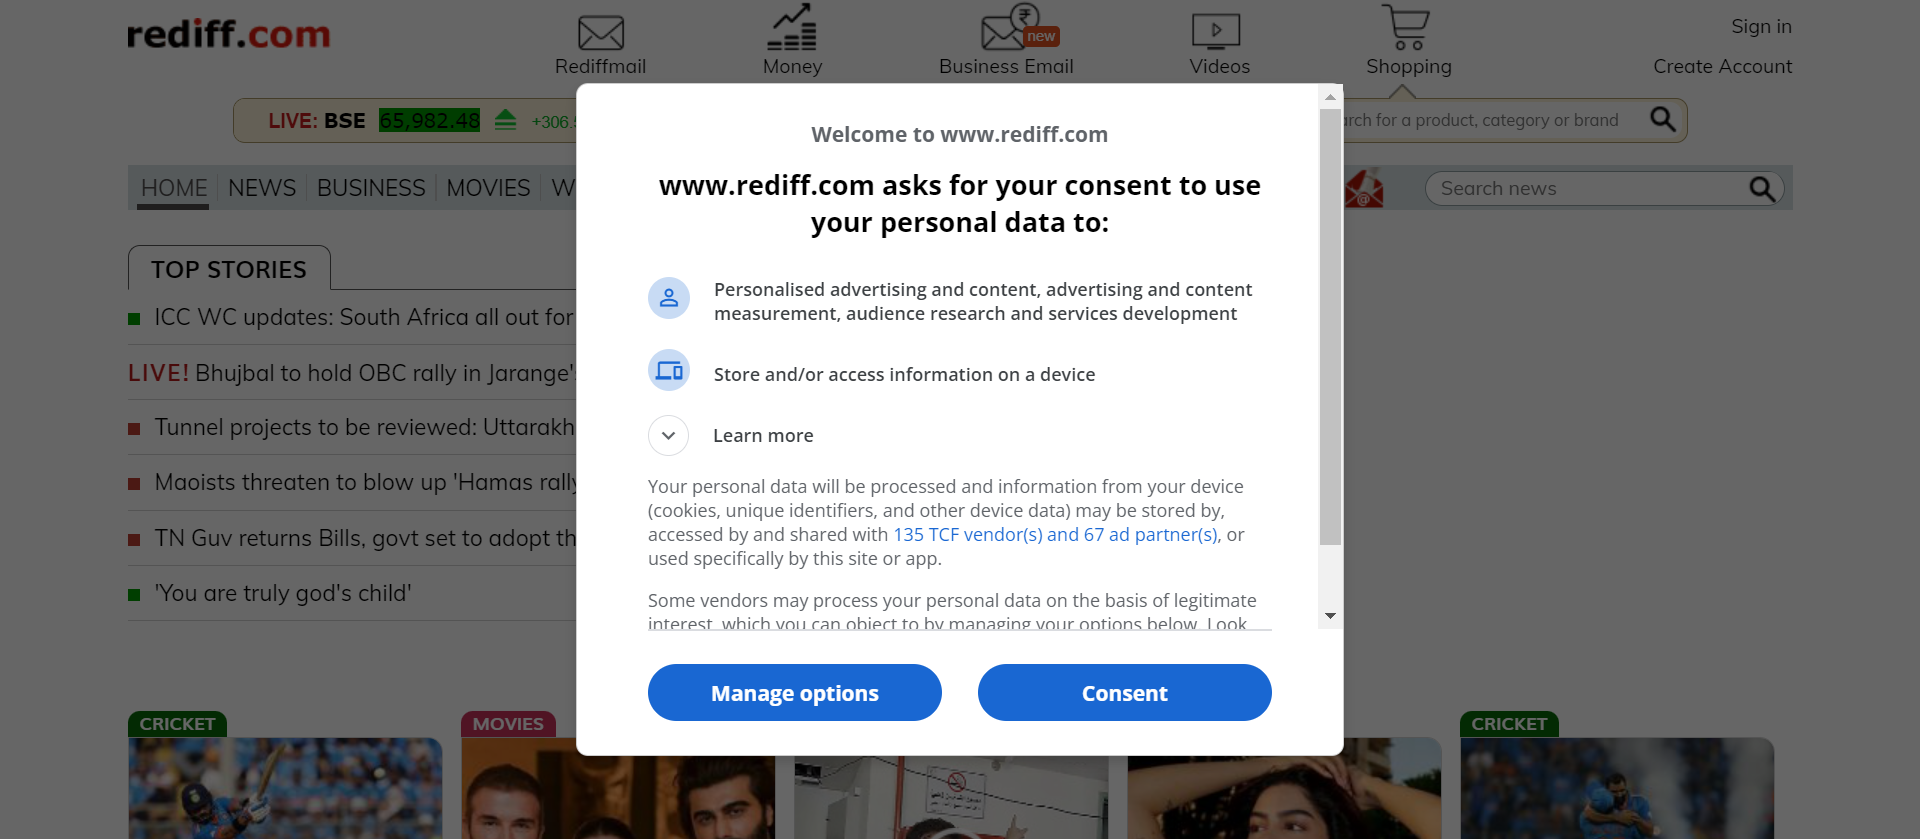 rediff.com
Rediffmail
Money
new
Business Email
Videos
Shopping
Sign in
Create Account
LIVE: BSE 65,982.48 +306.5
rch for a product, category or brand
HOME NEWS BUSINESS MOVIES W
Search news
TOP STORIES
ICC WC updates: South Africa all out for
LIVE! Bhujbal to hold OBC rally in Jarange's
Tunnel projects to be reviewed: Uttarakh
Maoists threaten to blow up 'Hamas rally
TN Guv returns Bills, govt set to adopt th
'You are truly god's child'
Welcome to www.rediff.com
www.rediff.com asks for your consent to use
your personal data to:
Personalised advertising and content, advertising and content
measurement, audience research and services development
Store and/or access information on a device
Learn more
Your personal data will be processed and information from your device
(cookies, unique identifiers, and other device data) may be stored by,
accessed by and shared with 135 TCF vendor(s) and 67 ad partner(s), or
used specifically by this site or app.
Some vendors may process your personal data on the basis of legitimate
interest, which you can object to by managing your options below. Look
Manage options
Consent
CRICKET
MOVIES
CRICKET